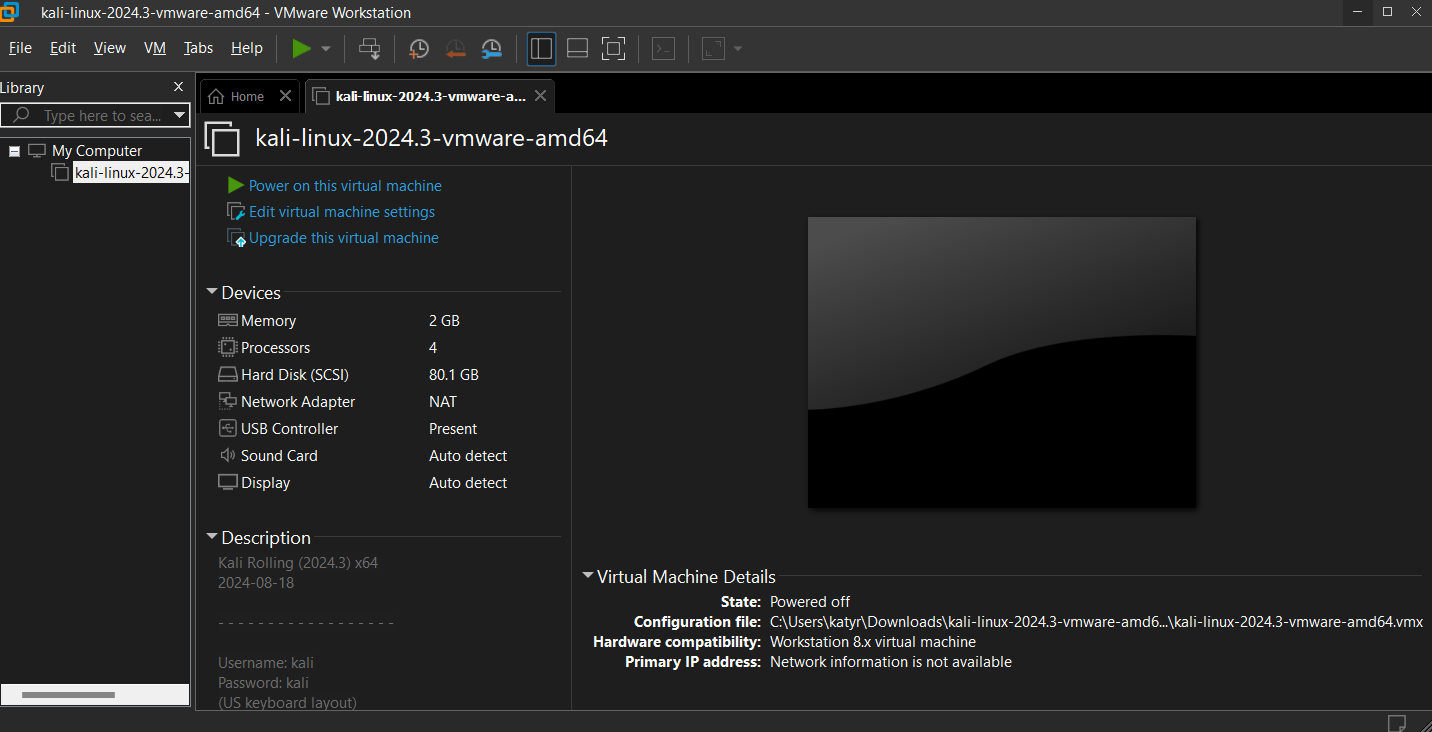 kali-linux-2024.3-vmware-amd64 - VMware Workstation
File Edit View VM Tabs Help
Library X
Type here to sea...
My Computer
kali-linux-2024.3-
Home
kali-linux-2024.3-vmware-a...
kali-linux-2024.3-vmware-amd64
Power on this virtual machine
Edit virtual machine settings
Upgrade this virtual machine
Devices
Memory 2 GB
Processors 4
Hard Disk (SCSI) 80.1 GB
Network Adapter NAT
USB Controller Present
Sound Card Auto detect
Display Auto detect
Description
Kali Rolling (2024.3) x64
2024-08-18
- - - - - - - - - - - - - - - - - -
Username: kali
Password: kali
(US keyboard layout)
Virtual Machine Details
State: Powered off
Configuration file: C:\Users\katyr\Downloads\kali-linux-2024.3-vmware-amd6...\kali-linux-2024.3-vmware-amd64.vmx
Hardware compatibility: Workstation 8.x virtual machine
Primary IP address: Network information is not available